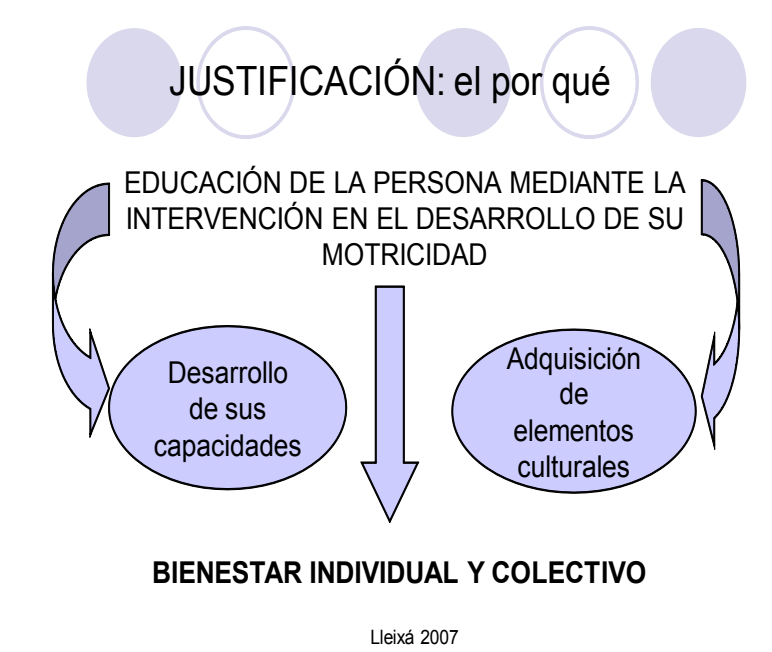 JUSTIFICACIÓN: el por qué
EDUCACIÓN DE LA PERSONA MEDIANTE LA
INTERVENCIÓN EN EL DESARROLLO DE SU
MOTRICIDAD
Desarrollo
de sus
capacidades
Adquisición
de
elementos
culturales
BIENESTAR INDIVIDUAL Y COLECTIVO
Lleixá 2007